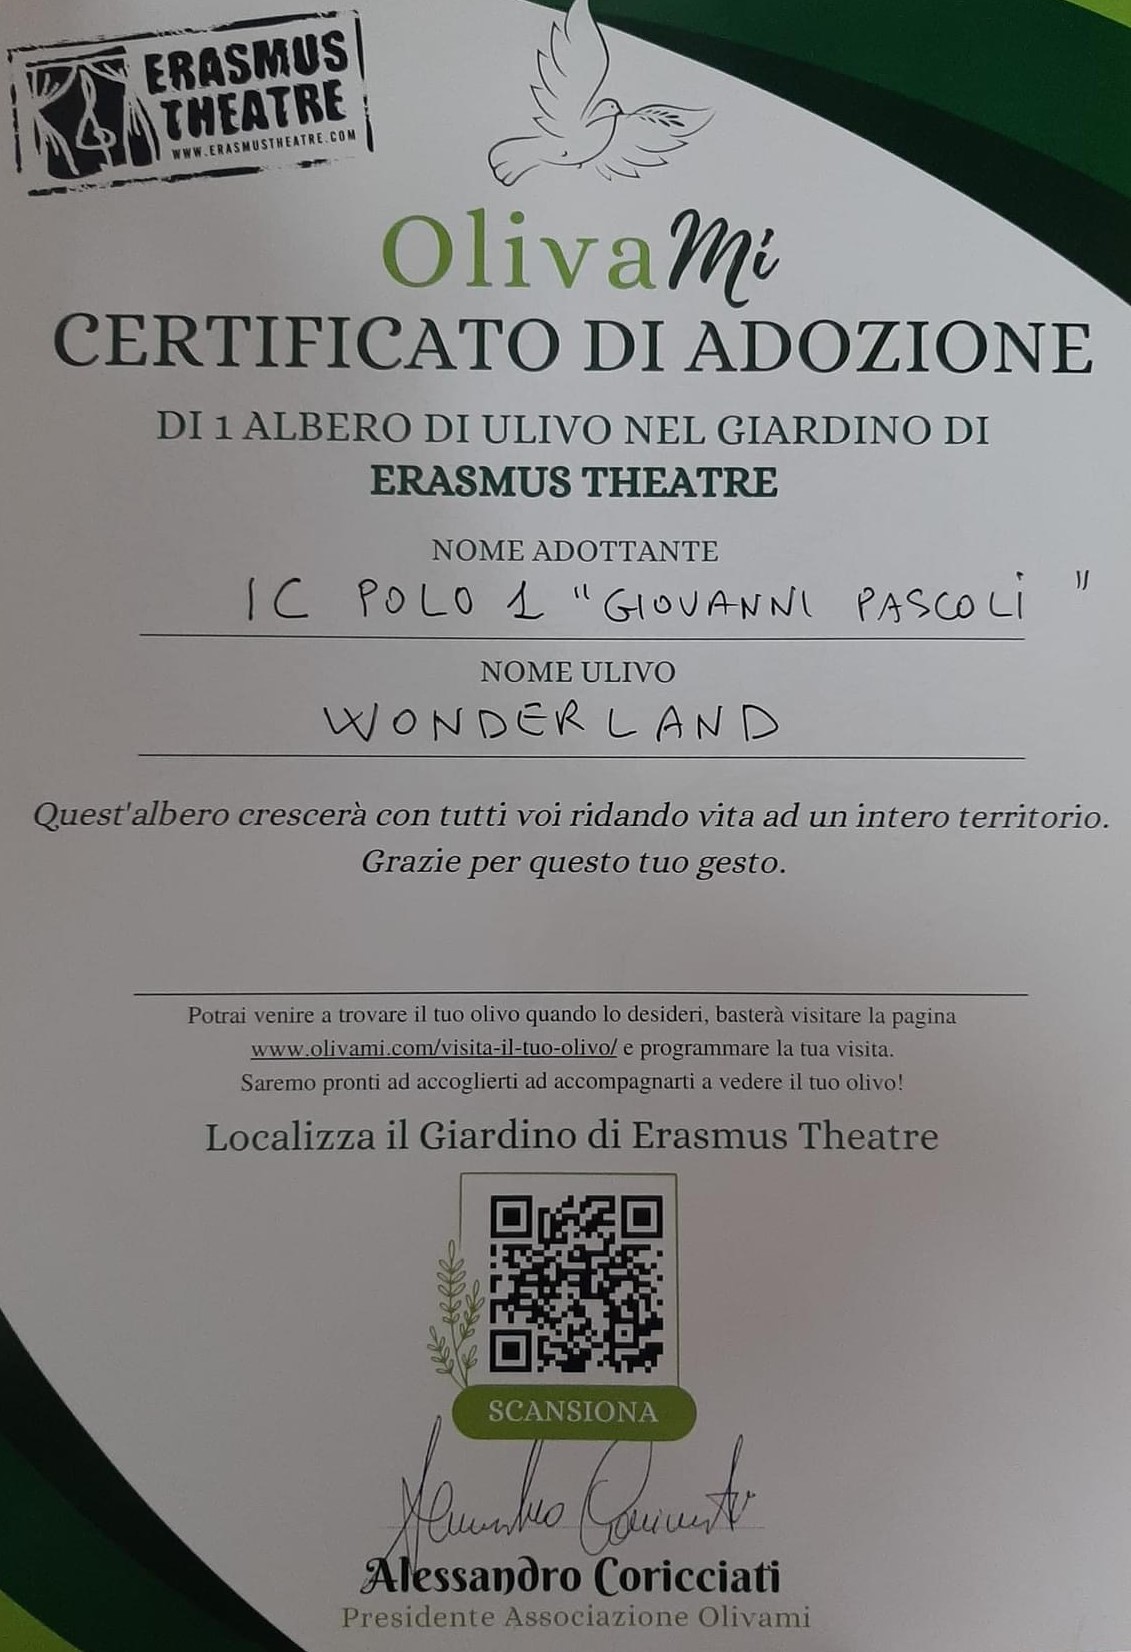 ERASMUS
THEATRE
WWW.ERASMUSTHEATRE.COM
OlivaMi
CERTIFICATO DI ADOZIONE
DI 1 ALBERO DI ULIVO NEL GIARDINO DI
ERASMUS THEATRE
NOME ADOTTANTE
IC POLO 1 "GIOVANNI PASCOLI"
NOME ULIVO
WONDERLAND
Quest'albero crescerà con tutti voi ridando vita ad un intero territorio.
Grazie per questo tuo gesto.
Potrai venire a trovare il tuo olivo quando lo desideri, basterà visitare la pagina
www.olivami.com/visita-il-tuo-olivo/ e programmare la tua visita.
Saremo pronti ad accoglierti ad accompagnarti a vedere il tuo olivo!
Localizza il Giardino di Erasmus Theatre
SCANSIONA
Alessandro Coricciati
Alessandro Coricciati
Presidente Associazione Olivami